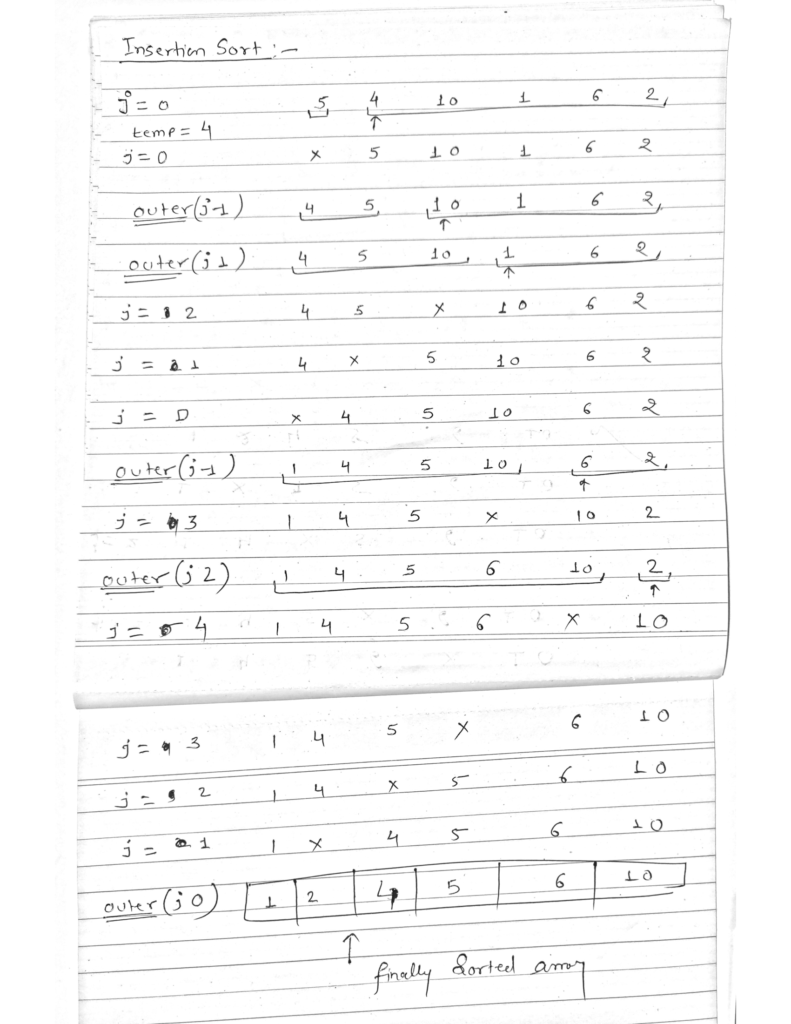 Insertion Sort :-
j = 0 5 4 10 1 6 2
temp = 4
j = 0 x 5 10 1 6 2
outer (j-1) 4 5 10 1 6 2
outer (j 1) 4 5 10 1 6 2
j = 2 4 5 x 10 6 2
j = 1 4 x 5 10 6 2
j = 0 x 4 5 10 6 2
outer (j-1) 1 4 5 10 6 2
j = 3 1 4 5 x 10 2
outer (j 2) 1 4 5 6 10 2
j = 4 1 4 5 6 x 10
j = 3 1 4 5 x 6 10
j = 2 1 4 x 5 6 10
j = 1 1 x 4 5 6 10
outer (j 0) 1 2 4 5 6 10
finally Sorted array